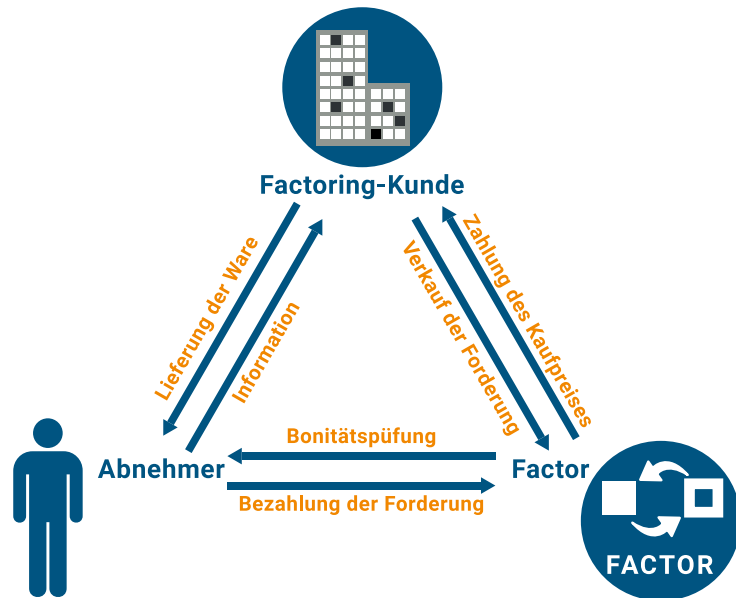 Factoring-Kunde
Lieferung der Ware
Information
Verkauf der Forderung
Zahlung des Kaufpreises
Bonitätspüfung
Abnehmer
Factor
Bezahlung der Forderung
FACTOR